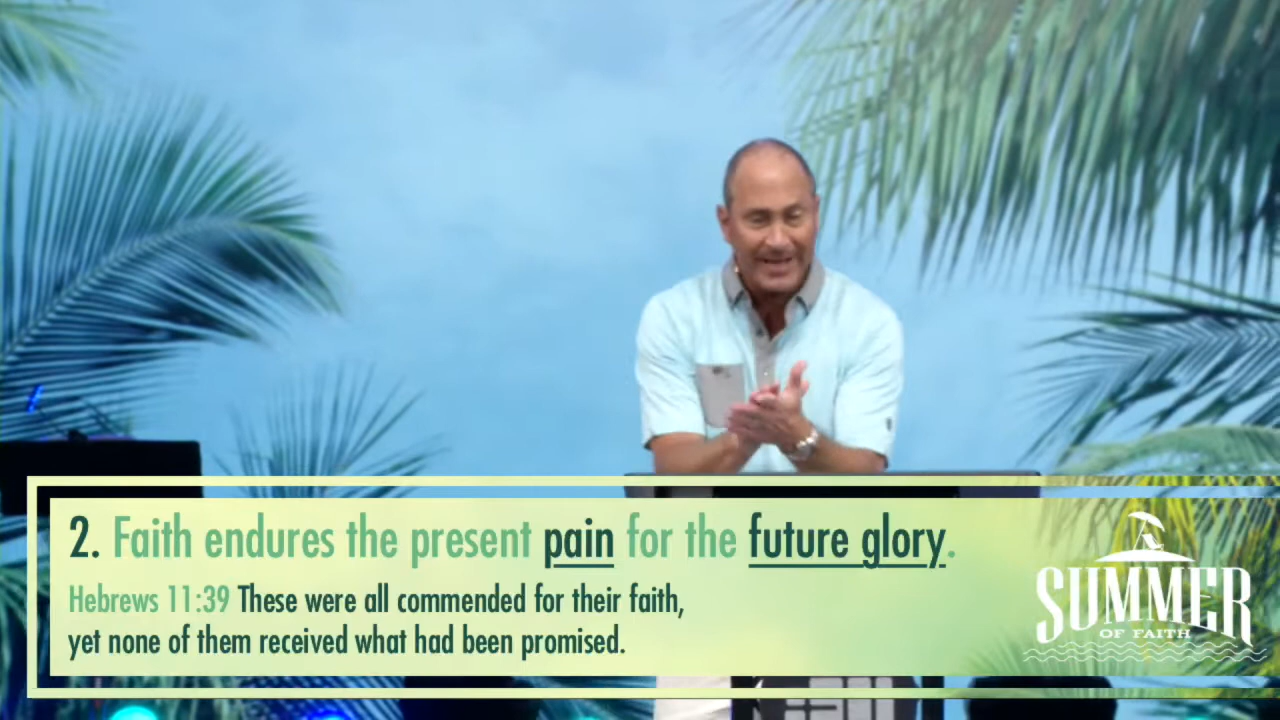 2. Faith endures the present pain for the future glory.
Hebrews 11:39 These were all commended for their faith,
yet none of them received what had been promised.
SUMMER
OF FAITH